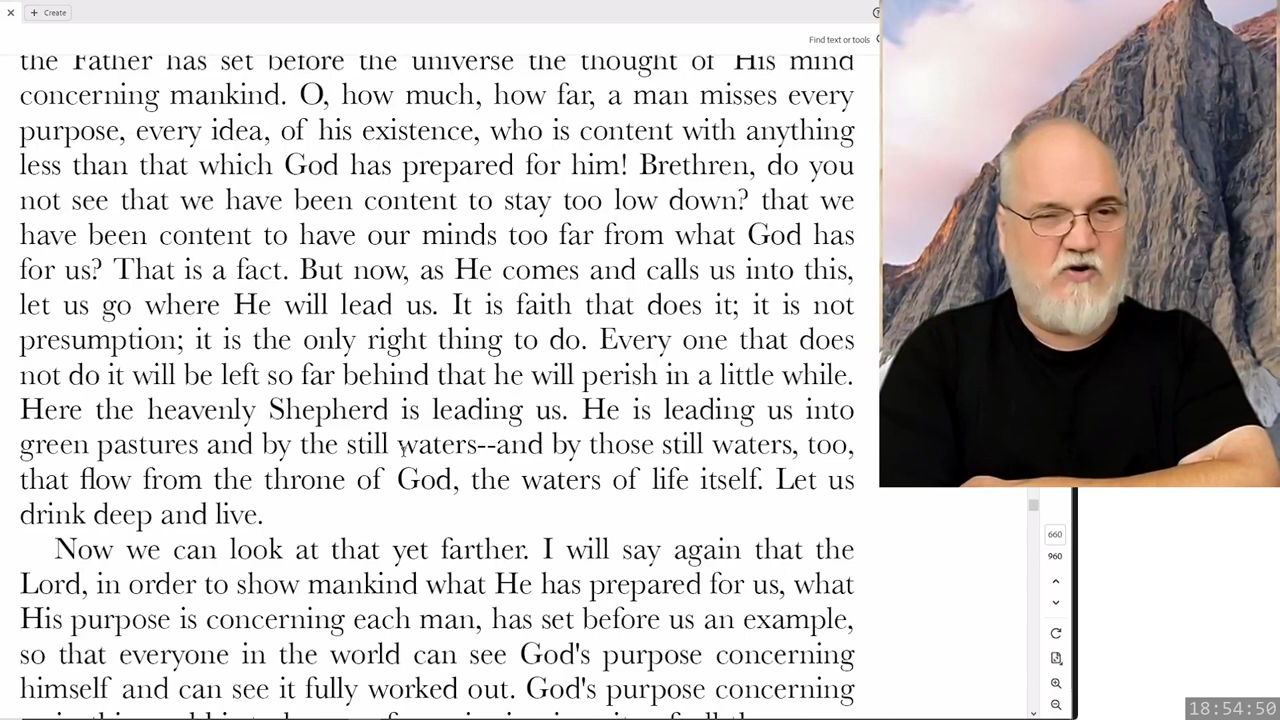 Create
Find text or tools
the Father has set before the universe the thought of His mind
concerning mankind. O, how much, how far, a man misses every
purpose, every idea, of his existence, who is content with anything
less than that which God has prepared for him! Brethren, do you
not see that we have been content to stay too low down? that we
have been content to have our minds too far from what God has
for us? That is a fact. But now, as He comes and calls us into this,
let us go where He will lead us. It is faith that does it; it is not
presumption; it is the only right thing to do. Every one that does
not do it will be left so far behind that he will perish in a little while.
Here the heavenly Shepherd is leading us. He is leading us into
green pastures and by the still waters--and by those still waters, too,
that flow from the throne of God, the waters of life itself. Let us
drink deep and live.
Now we can look at that yet farther. I will say again that the
Lord, in order to show mankind what He has prepared for us, what
His purpose is concerning each man, has set before us an example,
so that everyone in the world can see God's purpose concerning
himself and can see it fully worked out. God's purpose concerning
660
960
18:54:50